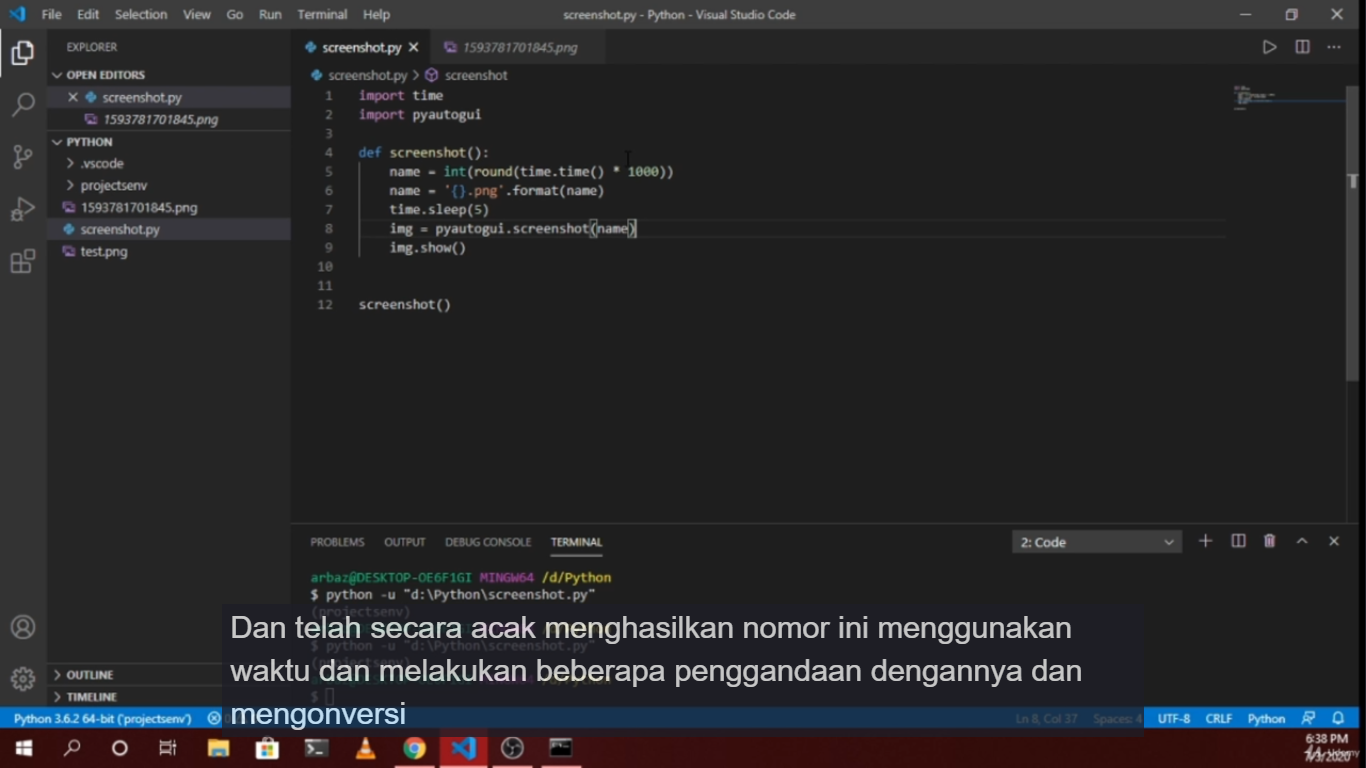 File Edit Selection View Go Run Terminal Help screenshot.py - Python - Visual Studio Code
EXPLORER
OPEN EDITORS
screenshot.py
1593781701845.png
PYTHON
.vscode
projectsenv
1593781701845.png
screenshot.py
test.png
OUTLINE
TIMELINE
screenshot.py 1593781701845.png
screenshot.py > screenshot
1 import time
2 import pyautogui
3
4 def screenshot():
5 name = int(round(time.time() * 1000))
6 name = '{}.png'.format(name)
7 time.sleep(5)
8 img = pyautogui.screenshot(name)
9 img.show()
10
11
12 screenshot()
PROBLEMS OUTPUT DEBUG CONSOLE TERMINAL 2: Code
arbaz@DESKTOP-OE6F1GI MINGW64 /d/Python
$ python -u "d:\Python\screenshot.py"
(projectsenv)
$ python -u "d:\Python\screenshot.py"
(projectsenv)
$
Dan telah secara acak menghasilkan nomor ini menggunakan
waktu dan melakukan beberapa penggandaan dengannya dan
mengonversi
Python 3.6.2 64-bit ('projectsenv') Ln 8, Col 37 Spaces: 4 UTF-8 CRLF Python
6:38 PM
7/3/2020